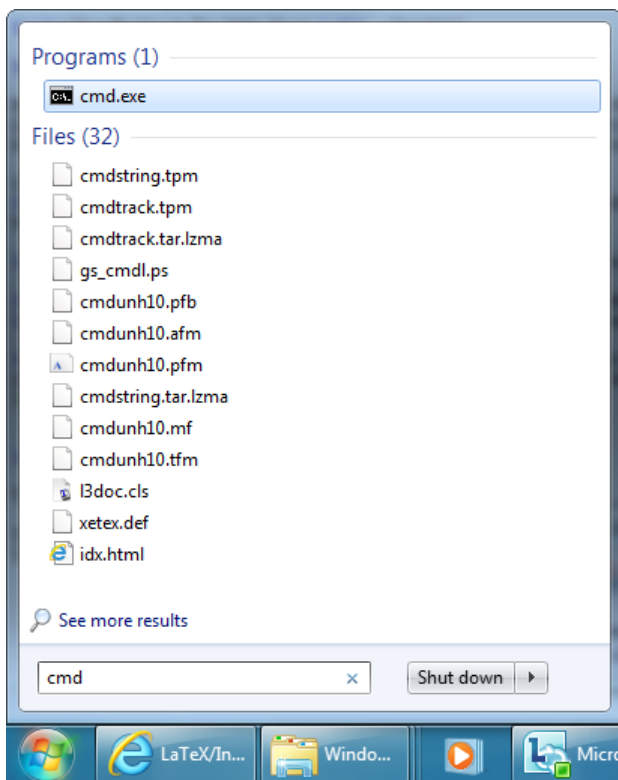 Programs (1)
C:\.
cmd.exe
Files (32)
cmdstring.tpm
cmdtrack.tpm
cmdtrack.tar.lzma
gs_cmdl.ps
cmdunh10.pfb
cmdunh10.afm
cmdunh10.pfm
cmdstring.tar.lzma
cmdunh10.mf
cmdunh10.tfm
l3doc.cls
xetex.def
idx.html
See more results
cmd
Shut down
LaTeX/In...
Windo...
Micro